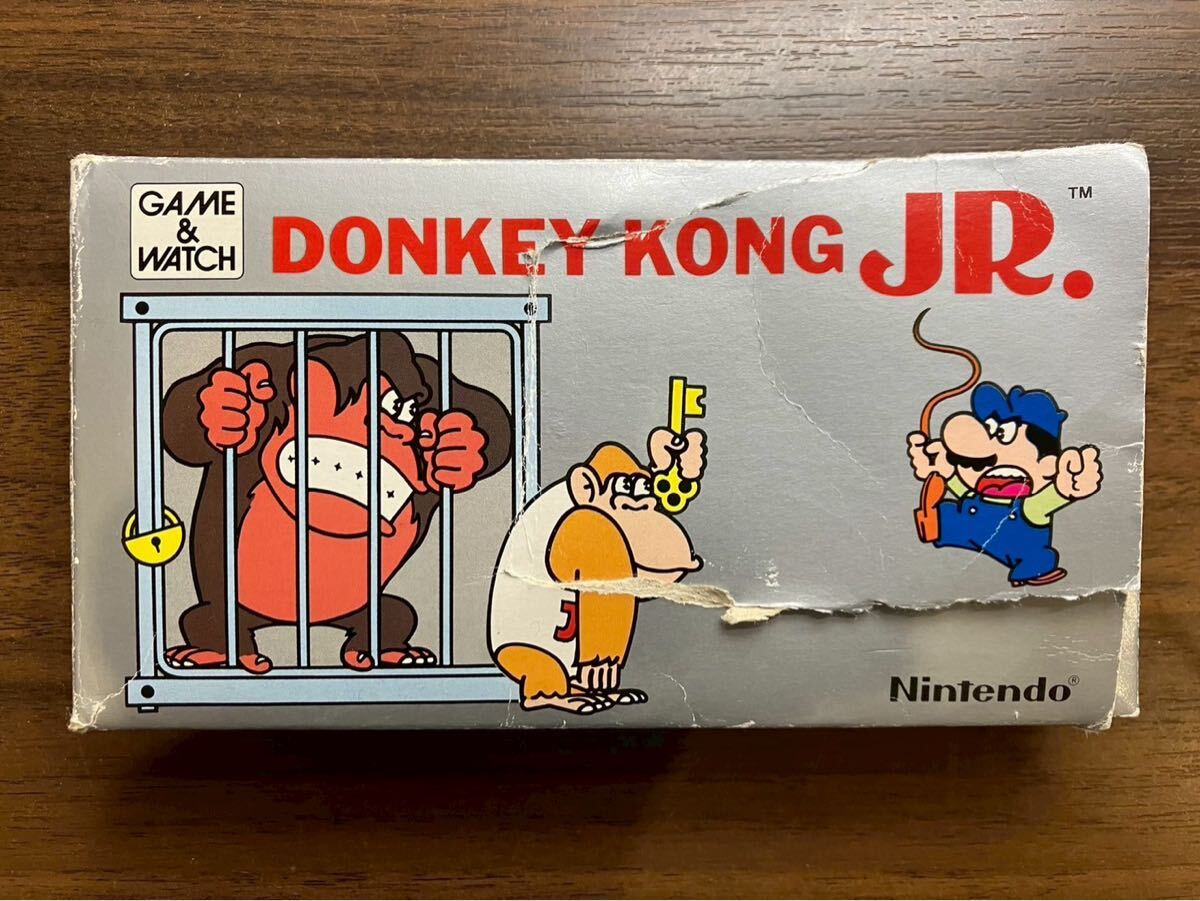 GAME
&
WATCH
DONKEY KONG JR.™
J
Nintendo®